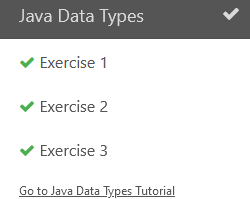 Java Data Types
Exercise 1
Exercise 2
Exercise 3
Go to Java Data Types Tutorial